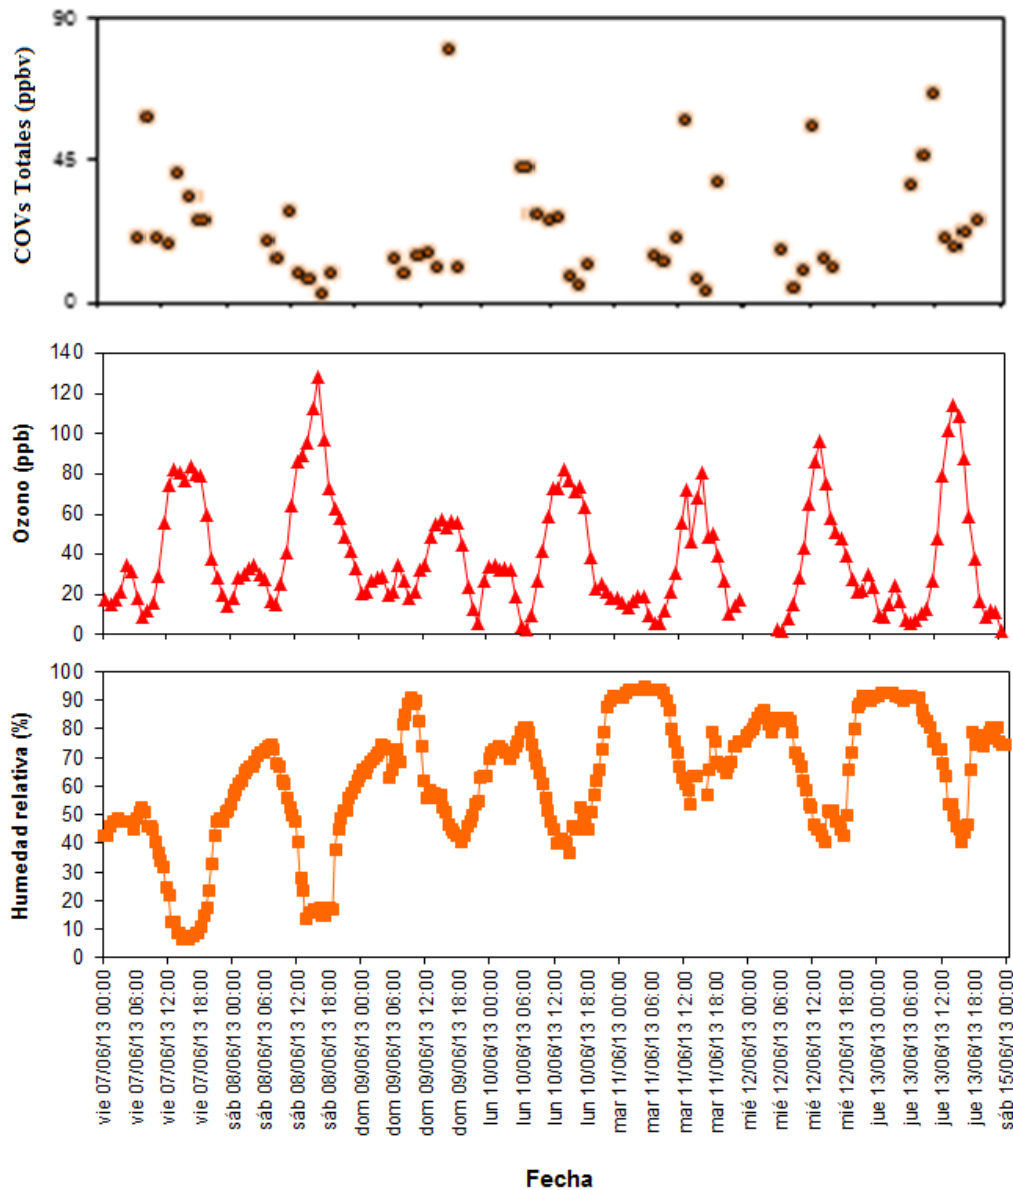 COVs Totales (ppbv)
90
45
0
Ozono (ppb)
140
120
100
80
60
40
20
0
Humedad relativa (%)
100
90
80
70
60
50
40
30
20
10
0
vie 07/06/13 00:00
vie 07/06/13 06:00
vie 07/06/13 12:00
vie 07/06/13 18:00
sáb 08/06/13 00:00
sáb 08/06/13 06:00
sáb 08/06/13 12:00
sáb 08/06/13 18:00
dom 09/06/13 00:00
dom 09/06/13 06:00
dom 09/06/13 12:00
dom 09/06/13 18:00
lun 10/06/13 00:00
lun 10/06/13 06:00
lun 10/06/13 12:00
lun 10/06/13 18:00
mar 11/06/13 00:00
mar 11/06/13 06:00
mar 11/06/13 12:00
mar 11/06/13 18:00
mié 12/06/13 00:00
mié 12/06/13 06:00
mié 12/06/13 12:00
mié 12/06/13 18:00
jue 13/06/13 00:00
jue 13/06/13 06:00
jue 13/06/13 12:00
jue 13/06/13 18:00
sáb 15/06/13 00:00
Fecha